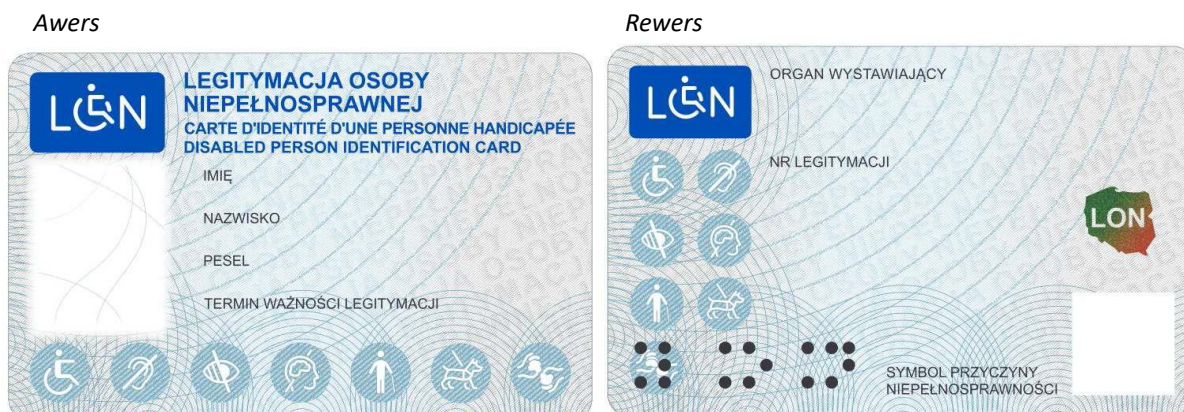 Awers
LON
LEGITYMACJA OSOBY
NIEPEŁNOSPRAWNEJ
CARTE D'IDENTITÉ D'UNE PERSONNE HANDICAPÉE
DISABLED PERSON IDENTIFICATION CARD
IMIĘ
NAZWISKO
PESEL
TERMIN WAŻNOŚCI LEGITYMACJI
Rewers
LON
ORGAN WYSTAWIAJĄCY
NR LEGITYMACJI
LON
SYMBOL PRZYCZYNY
NIEPEŁNOSPRAWNOŚCI